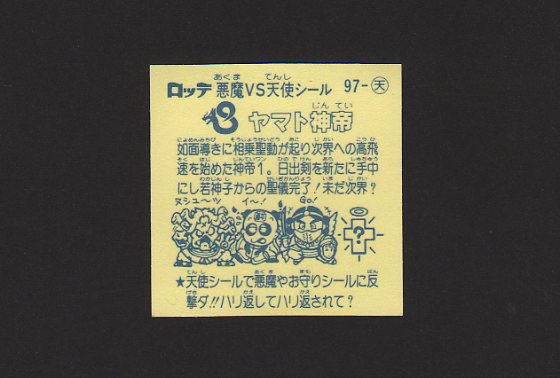 ロッテ 悪魔VS天使シール 97-天
ヤマト神帝
如面導きに相乗聖動が起り次界への高飛
速を始めた神帝1。日出剣を新たに手中
にし若神子からの聖儀完了!未だ次界?
ヌシュ〜ツ イ〜! Go!
?
★天使シールで悪魔やお守りシールに反
撃ダ!!ハリ返してハリ返されて?